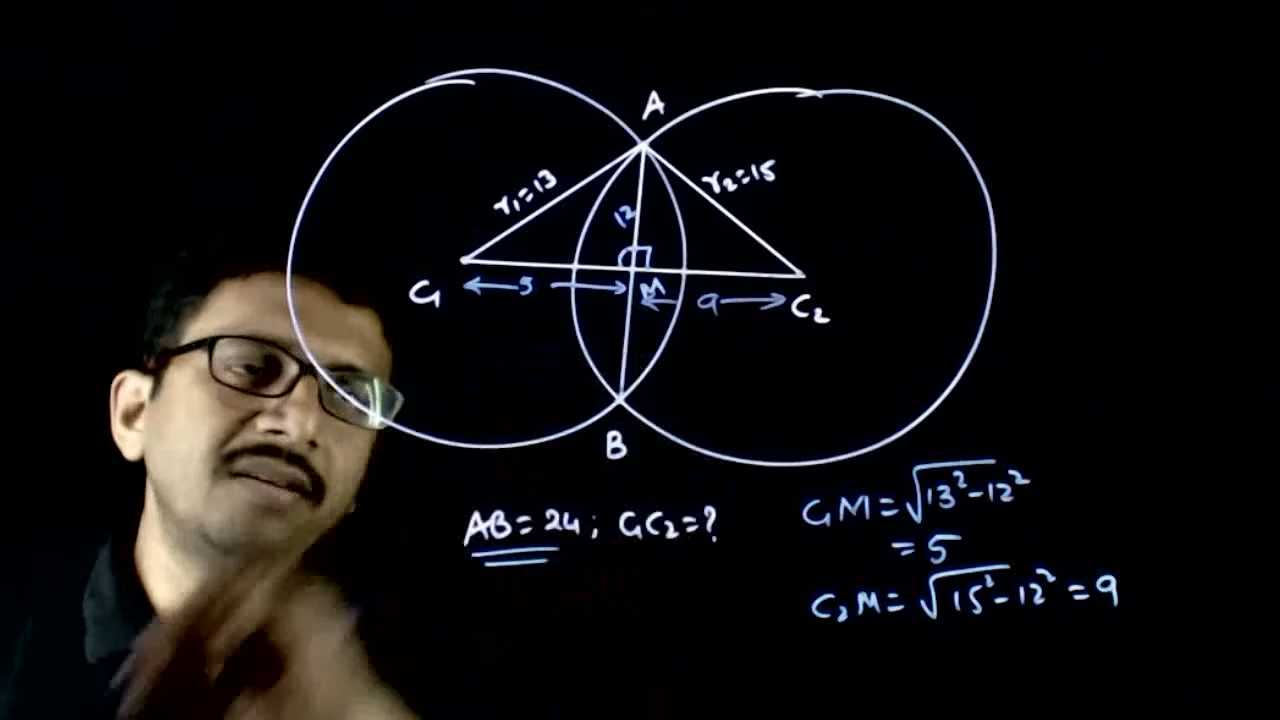 A
r₁=13
r₂=15
12
C₁ 5 M 9 C₂
B
AB=24; C₁C₂=?
C₁M=√13²-12²
=5
C₂M=√15²-12²=9